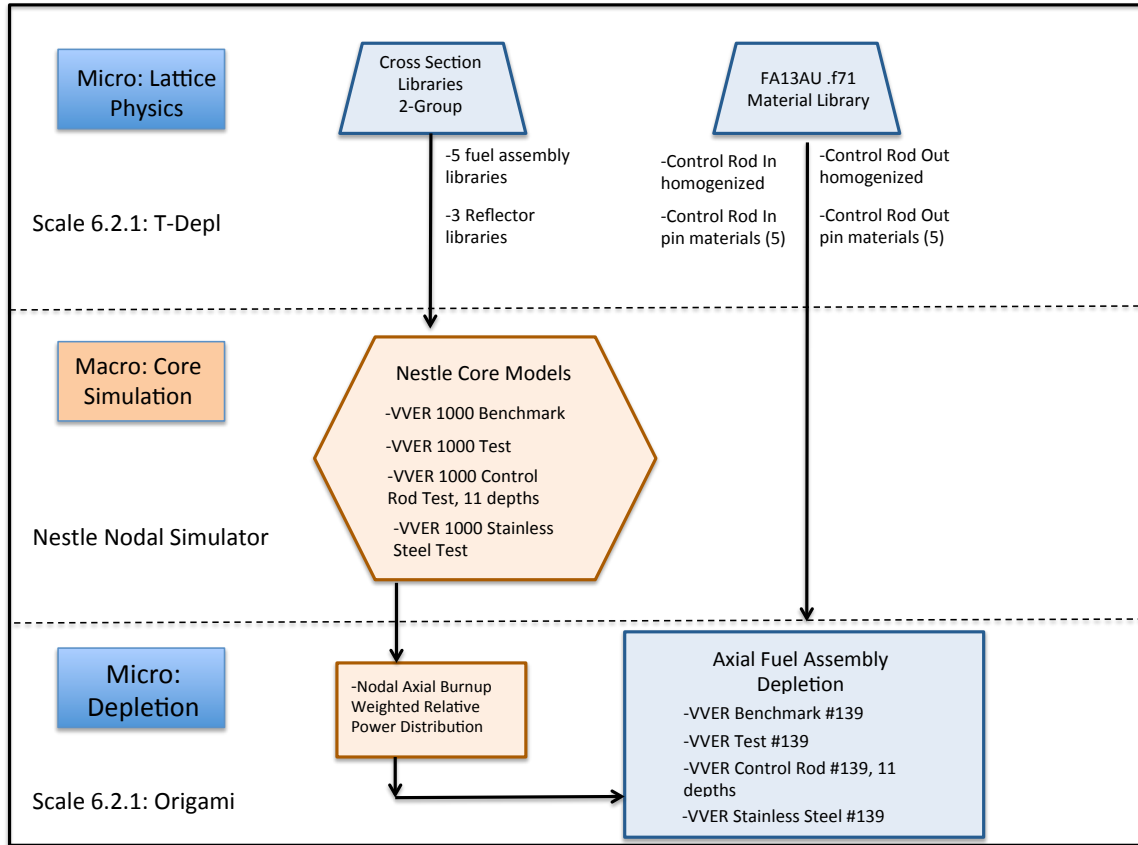 Micro: Lattice
Physics
Scale 6.2.1: T-Depl
Cross Section
Libraries
2-Group
-5 fuel assembly
libraries
-3 Reflector
libraries
FA13AU .f71
Material Library
-Control Rod In
homogenized
-Control Rod In
pin materials (5)
-Control Rod Out
homogenized
-Control Rod Out
pin materials (5)
Macro: Core
Simulation
Nestle Nodal Simulator
Nestle Core Models
-VVER 1000 Benchmark
-VVER 1000 Test
-VVER 1000 Control
Rod Test, 11 depths
-VVER 1000 Stainless
Steel Test
Micro:
Depletion
Scale 6.2.1: Origami
-Nodal Axial Burnup
Weighted Relative
Power Distribution
Axial Fuel Assembly
Depletion
-VVER Benchmark #139
-VVER Test #139
-VVER Control Rod #139, 11
depths
-VVER Stainless Steel #139